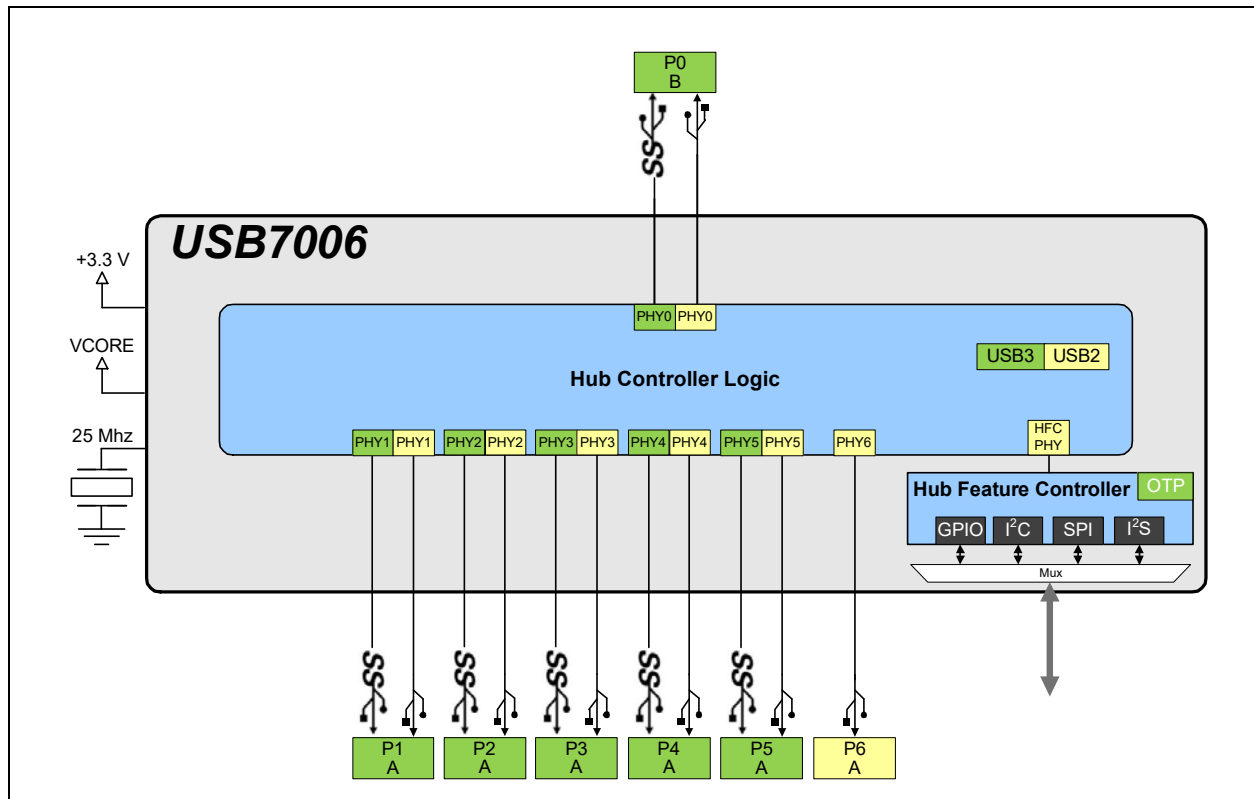 P0
B
SS
USB7006
+3.3 V
PHY0 PHY0
VCORE
USB3 USB2
Hub Controller Logic
25 Mhz
PHY1 PHY1 PHY2 PHY2 PHY3 PHY3 PHY4 PHY4 PHY5 PHY5 PHY6
HFC
PHY
Hub Feature Controller OTP
GPIO I²C SPI I²S
Mux
SS SS SS SS SS
P1 P2 P3 P4 P5 P6
A A A A A A